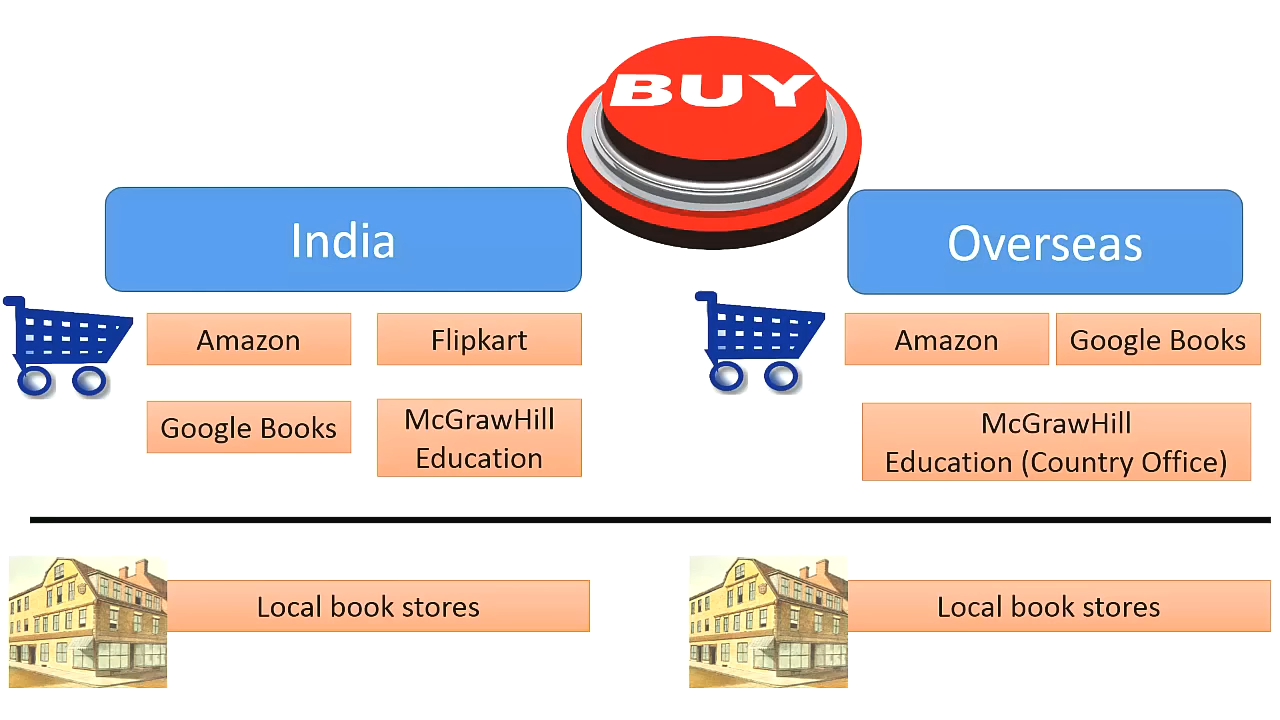 BUY
India
Overseas
Amazon
Flipkart
Google Books
McGrawHill
Education
Amazon
Google Books
McGrawHill
Education (Country Office)
Local book stores
Local book stores